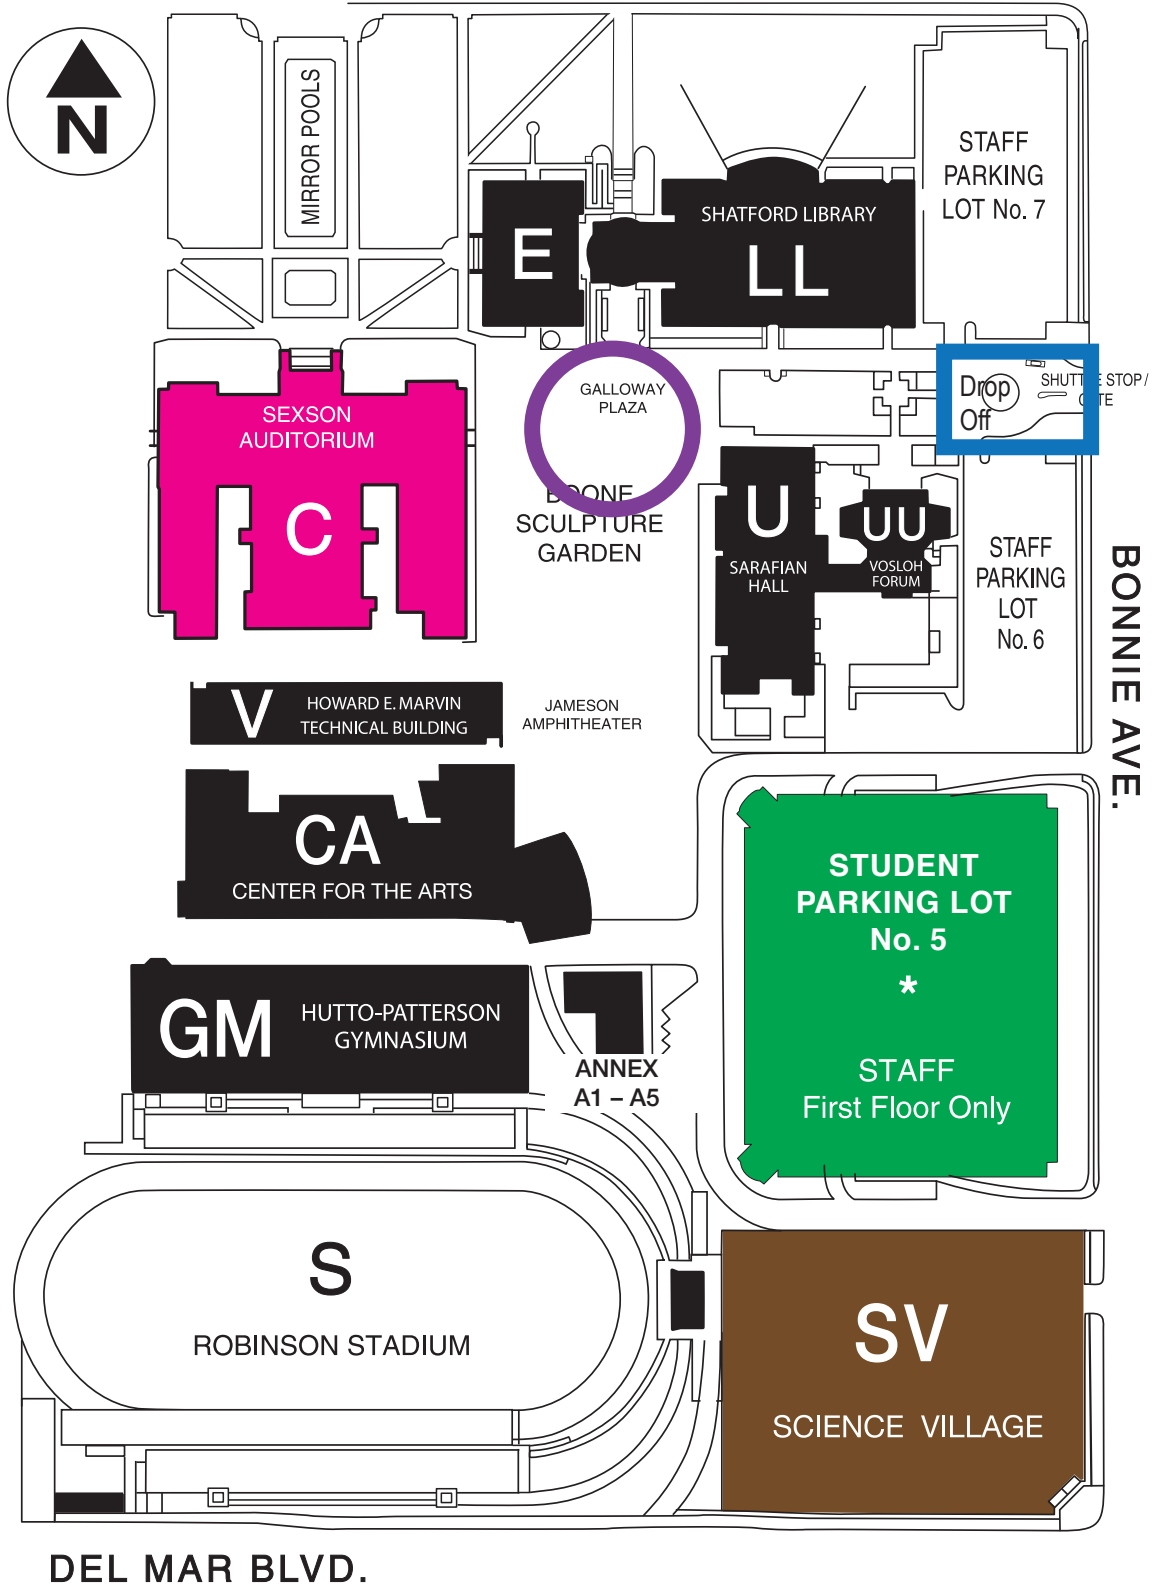 N
MIRROR POOLS
STAFF
PARKING
LOT No. 7
E
SHATFORD LIBRARY
LL
Drop
Off
SHUTTLE STOP /
GALLOWAY
PLAZA
SEXSON
AUDITORIUM
C
BOONE
SCULPTURE
GARDEN
U
SARAFIAN
HALL
UU
VOSLOH
FORUM
STAFF
PARKING
LOT
No. 6
BONNIE AVE.
V
HOWARD E. MARVIN
TECHNICAL BUILDING
JAMESON
AMPHITHEATER
CA
CENTER FOR THE ARTS
STUDENT
PARKING LOT
No. 5
*
STAFF
First Floor Only
GM
HUTTO-PATTERSON
GYMNASIUM
ANNEX
A1 – A5
S
ROBINSON STADIUM
SV
SCIENCE VILLAGE
DEL MAR BLVD.